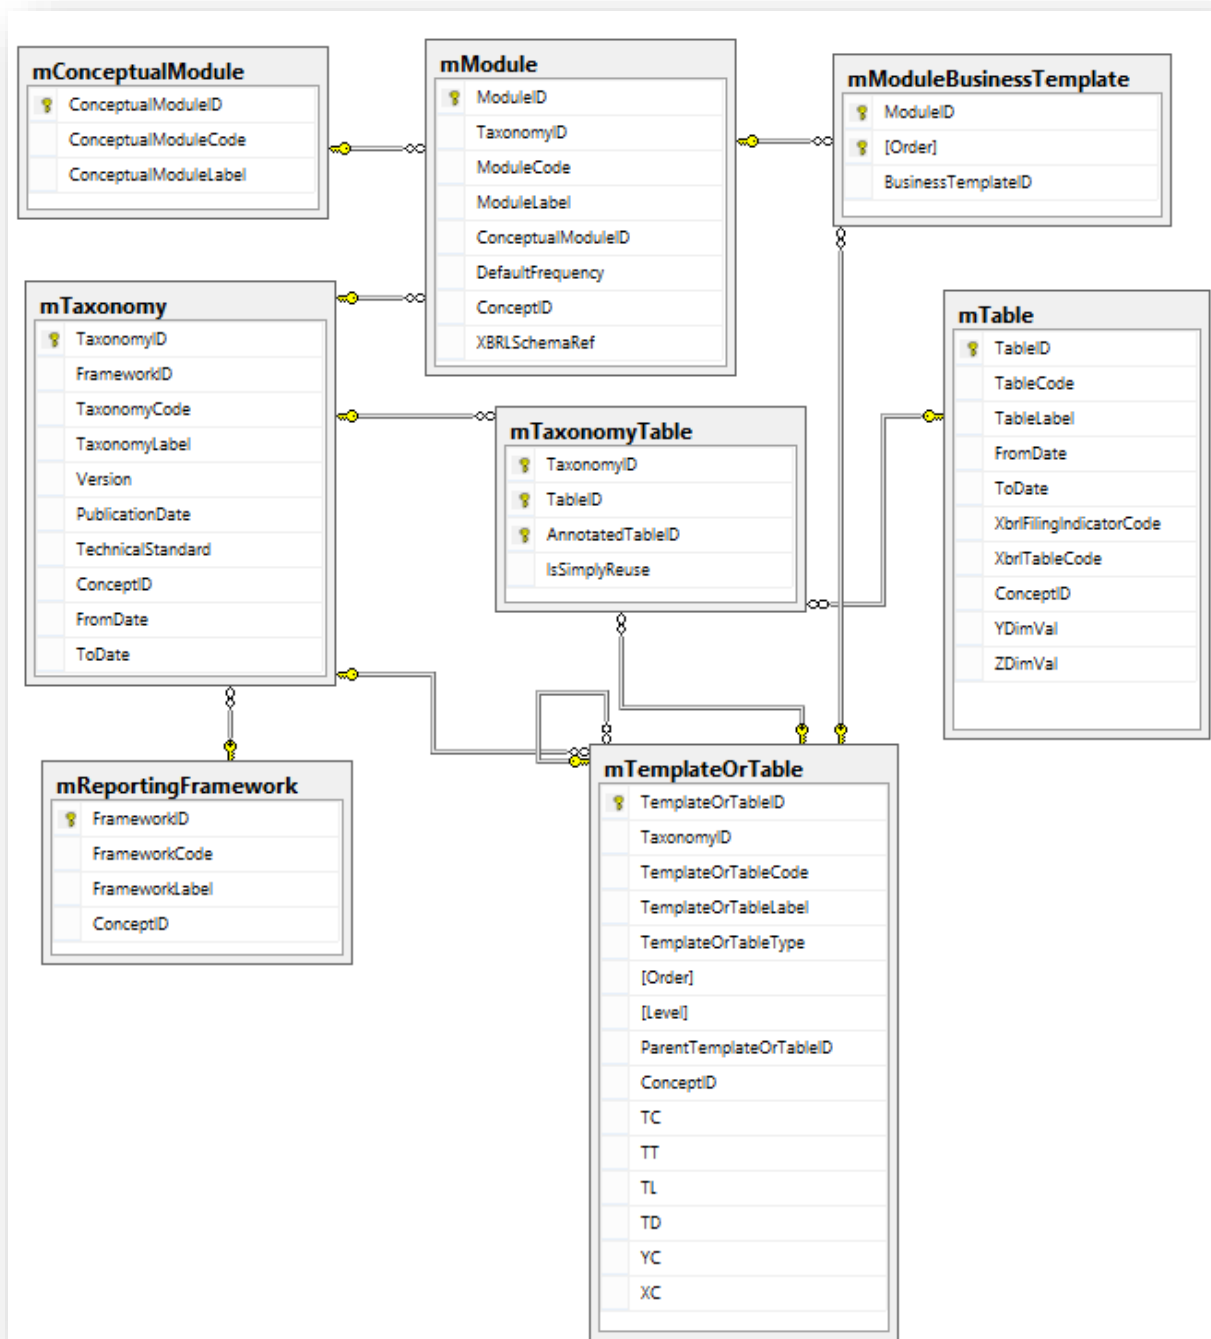 mConceptualModule
ConceptualModuleID
ConceptualModuleCode
ConceptualModuleLabel
mModule
ModuleID
TaxonomyID
ModuleCode
ModuleLabel
ConceptualModuleID
DefaultFrequency
ConceptID
XBRLSchemaRef
mModuleBusinessTemplate
ModuleID
[Order]
BusinessTemplateID
mTaxonomy
TaxonomyID
FrameworkID
TaxonomyCode
TaxonomyLabel
Version
PublicationDate
TechnicalStandard
ConceptID
FromDate
ToDate
mTaxonomyTable
TaxonomyID
TableID
AnnotatedTableID
IsSimplyReuse
mTable
TableID
TableCode
TableLabel
FromDate
ToDate
XbrlFilingIndicatorCode
XbrlTableCode
ConceptID
YDimVal
ZDimVal
mReportingFramework
FrameworkID
FrameworkCode
FrameworkLabel
ConceptID
mTemplateOrTable
TemplateOrTableID
TaxonomyID
TemplateOrTableCode
TemplateOrTableLabel
TemplateOrTableType
[Order]
[Level]
ParentTemplateOrTableID
ConceptID
TC
TT
TL
TD
YC
XC